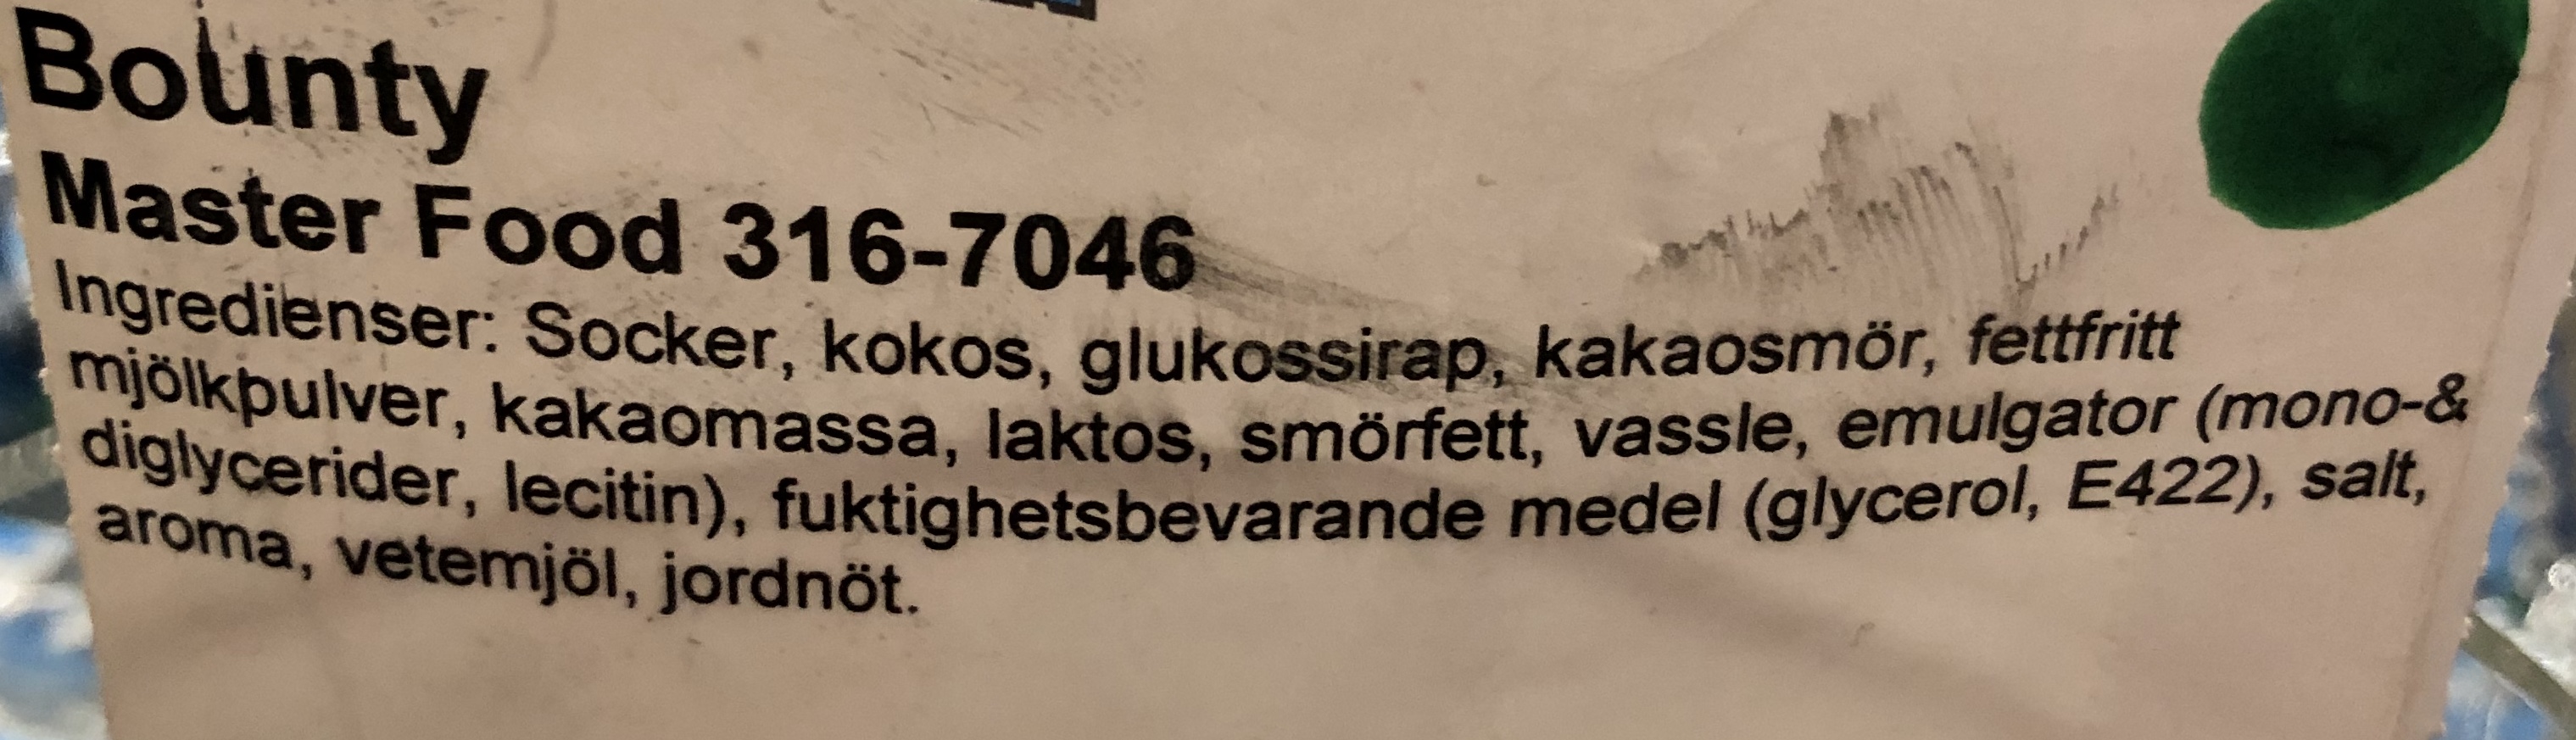 Bounty
Master Food 316-7046
Ingredienser: Socker, kokos, glukossirap, kakaosmör, fettfritt
mjölkpulver, kakaomassa, laktos, smörfett, vassle, emulgator (mono-&
diglycerider, lecitin), fuktighetsbevarande medel (glycerol, E422), salt,
aroma, vetemjöl, jordnöt.